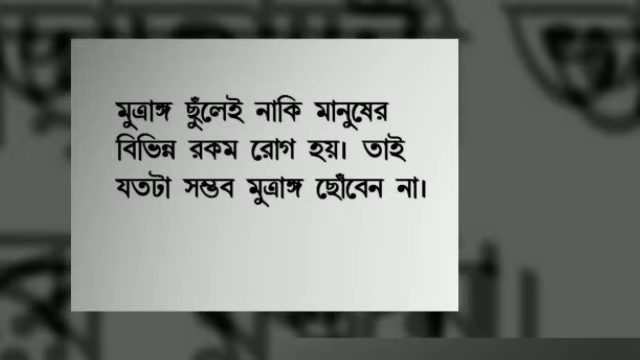 মুত্রাঙ্গ ছুঁলেই নাকি মানুষের
বিভিন্ন রকম রোগ হয়। তাই
যতটা সম্ভব মুত্রাঙ্গ ছোঁবেন না।